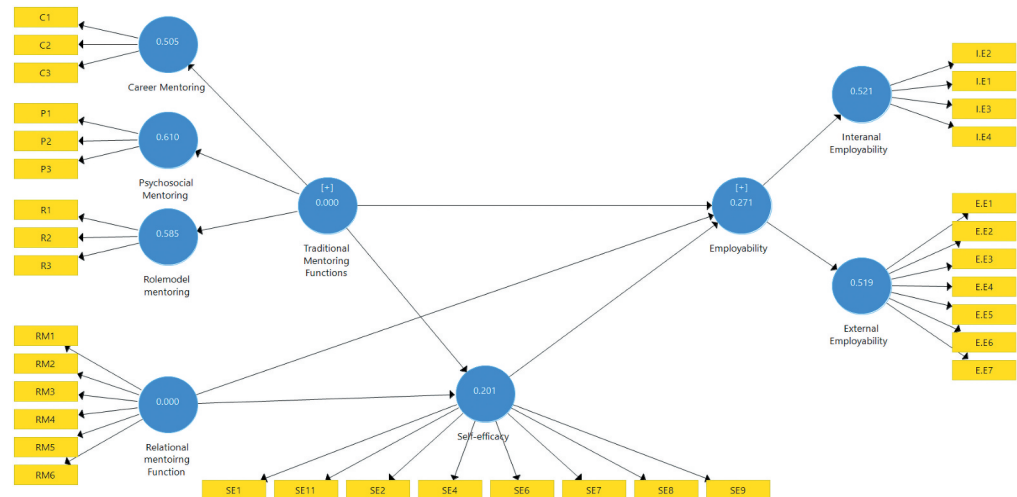 C1
C2
C3
0.505
Career Mentoring
P1
P2
P3
0.610
Psychosocial
Mentoring
R1
R2
R3
0.585
Rolemodel
mentoring
[+]
0.000
Traditional
Mentoring
Functions
RM1
RM2
RM3
RM4
RM5
RM6
0.000
Relational
mentoirng
Function
0.201
Self-efficacy
SE1
SE11
SE2
SE4
SE6
SE7
SE8
SE9
[+]
0.271
Employability
0.521
Interanal
Employability
I.E2
I.E1
I.E3
I.E4
0.519
External
Employability
E.E1
E.E2
E.E3
E.E4
E.E5
E.E6
E.E7